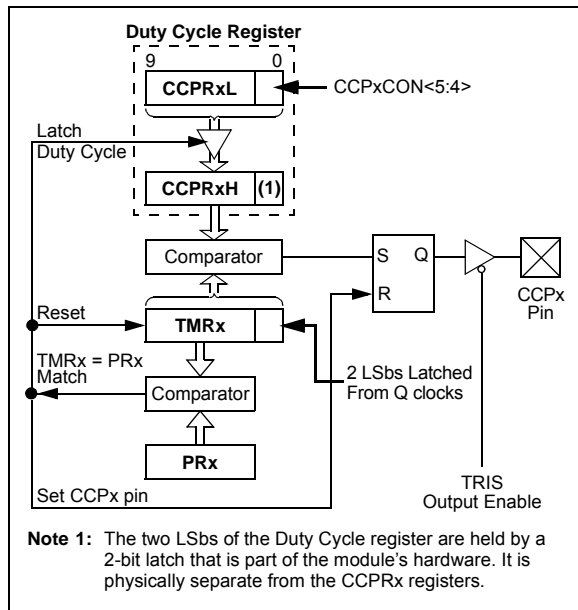 Duty Cycle Register
9 0
CCPRxL
CCPxCON<5:4>
Latch
Duty Cycle
CCPRxH (1)
Comparator
S Q
R
CCPx
Pin
Reset
TMRx
TMRx = PRx
Match
2 LSbs Latched
From Q clocks
Comparator
PRx
Set CCPx pin
TRIS
Output Enable
Note 1: The two LSbs of the Duty Cycle register are held by a
2-bit latch that is part of the module's hardware. It is
physically separate from the CCPRx registers.